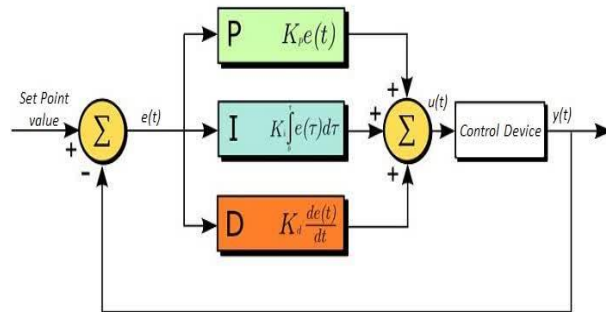 P K_p e(t)
Set Point
value
+
-
Σ
e(t)
I K_i ∫_0^t e(τ)dτ
D K_d de(t)/dt
+
+
+
Σ
u(t)
Control Device
y(t)